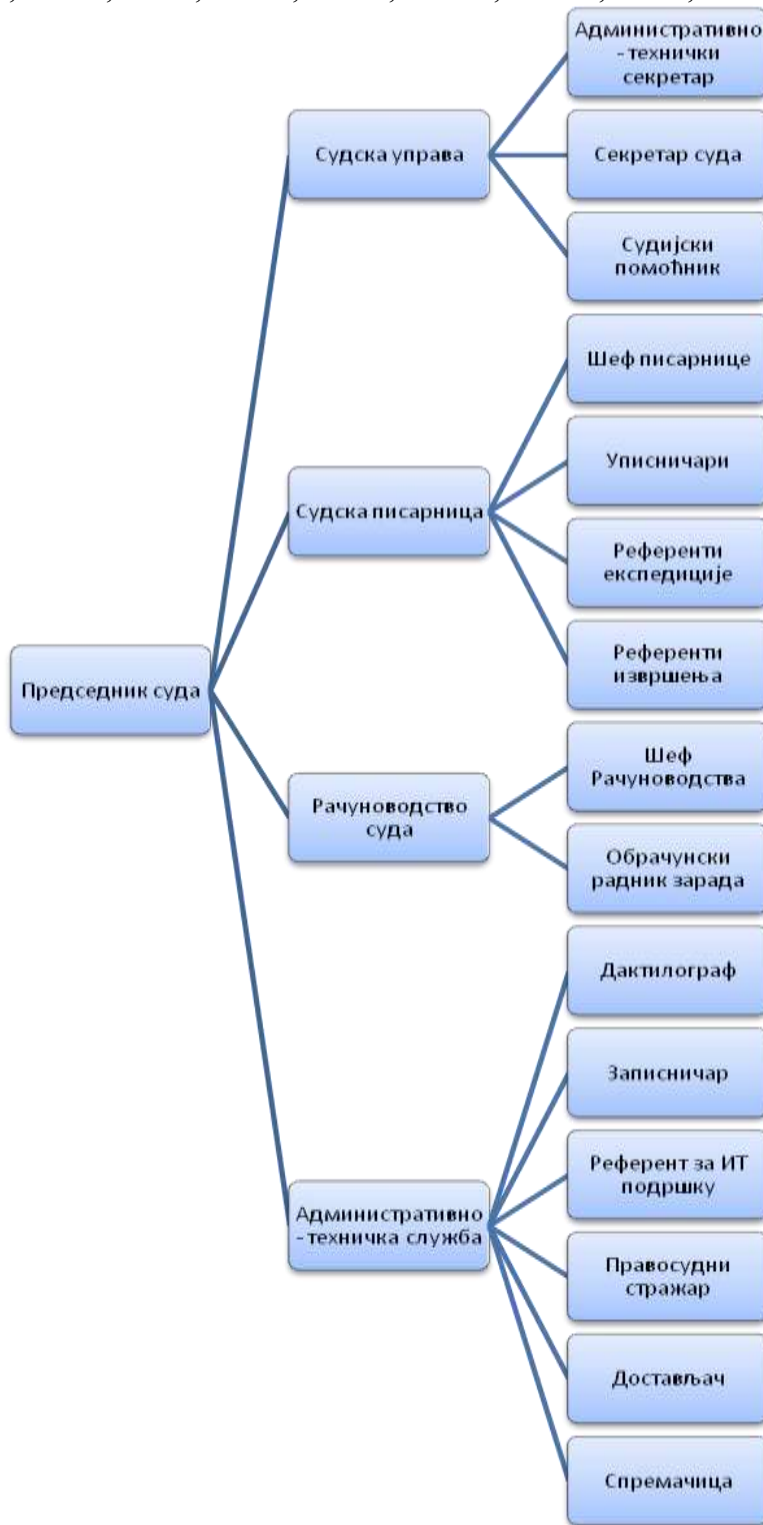 Административно
- технички
секретар
Судска управа
Секретар суда
Судијски
помоћник
Шеф писарнице
Уписничари
Судска писарница
Референти
експедиције
Референти
извршења
Председник суда
Шеф
Рачуноводства
Рачуноводство
суда
Обрачунски
радник зарада
Дактилограф
Записничар
Референт за ИТ
подршку
Административно
- техничка служба
Правосудни
стражар
Достављач
Спремачица